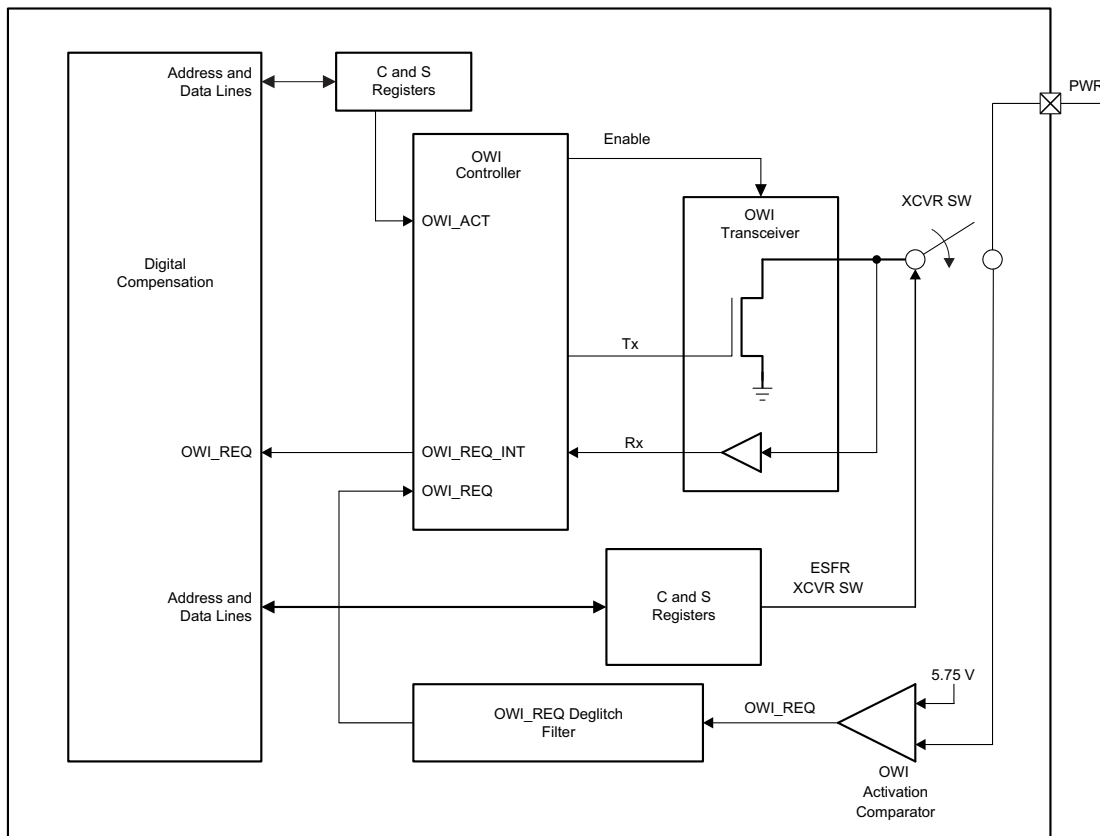 Address and
Data Lines
C and S
Registers
PWR
OWI
Controller
Enable
OWI_ACT
OWI
Transceiver
XCVR SW
Digital
Compensation
Tx
OWI_REQ
OWI_REQ_INT
Rx
OWI_REQ
Address and
Data Lines
C and S
Registers
ESFR
XCVR SW
5.75 V
OWI_REQ Deglitch
Filter
OWI_REQ
OWI
Activation
Comparator